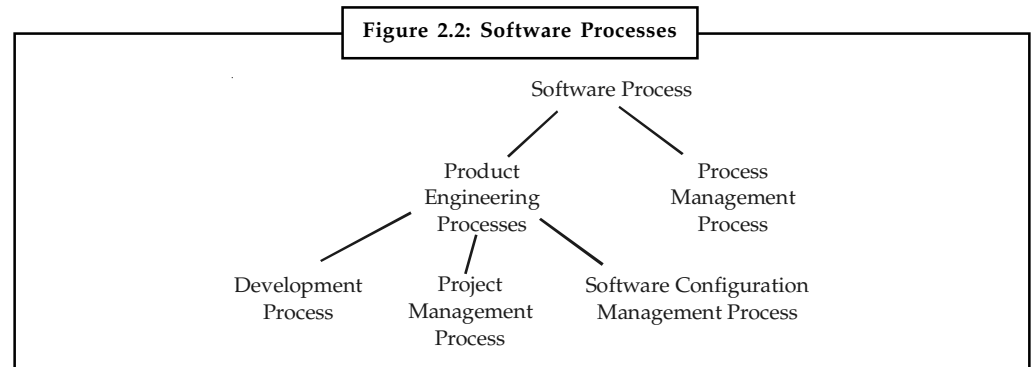 Figure 2.2: Software Processes
Software Process
Product
Engineering
Processes
Process
Management
Process
Development
Process
Project
Management
Process
Software Configuration
Management Process